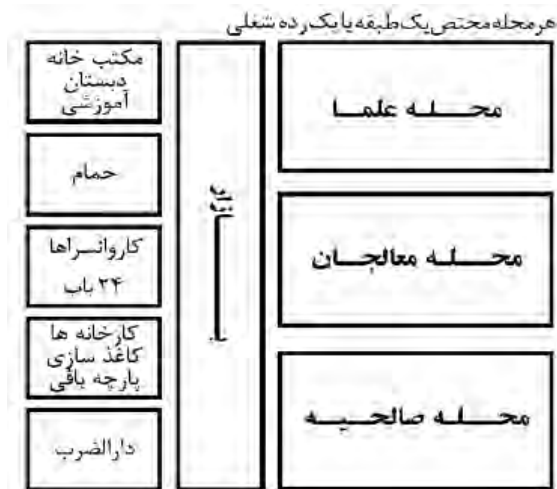 هر محله مختص یک طبقه یا یک رده شغلی
محله علما
محله معالجان
محله صالحیه
بازار
مکتب خانه
دبستان
آموزشی
حمام
کاروانسراها
۲۴ باب
کارخانه ها
کاغذ سازی
پارچه بافی
دارالضرب